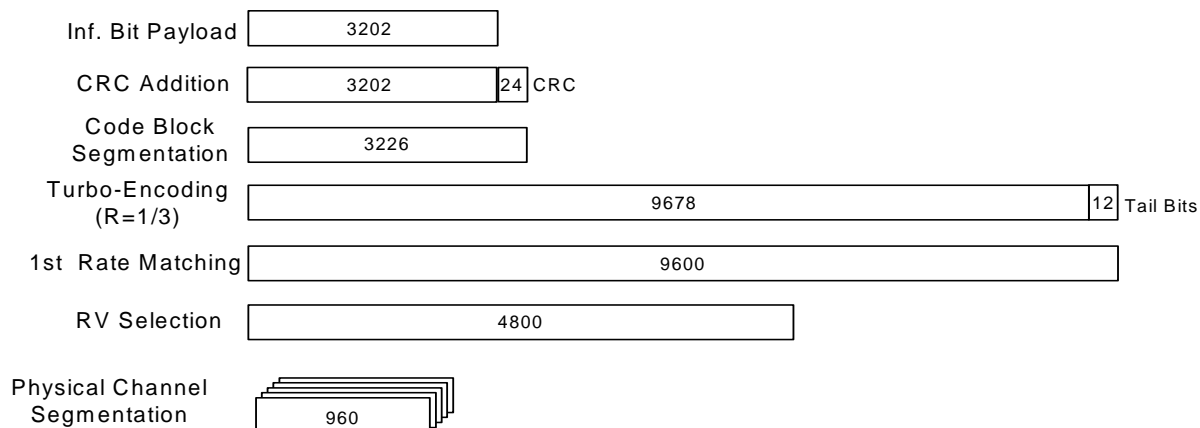 Inf. Bit Payload 3202
CRC Addition 3202 24 CRC
Code Block
Segmentation 3226
Turbo-Encoding
(R=1/3) 9678 12 Tail Bits
1st Rate Matching 9600
RV Selection 4800
Physical Channel
Segmentation 960